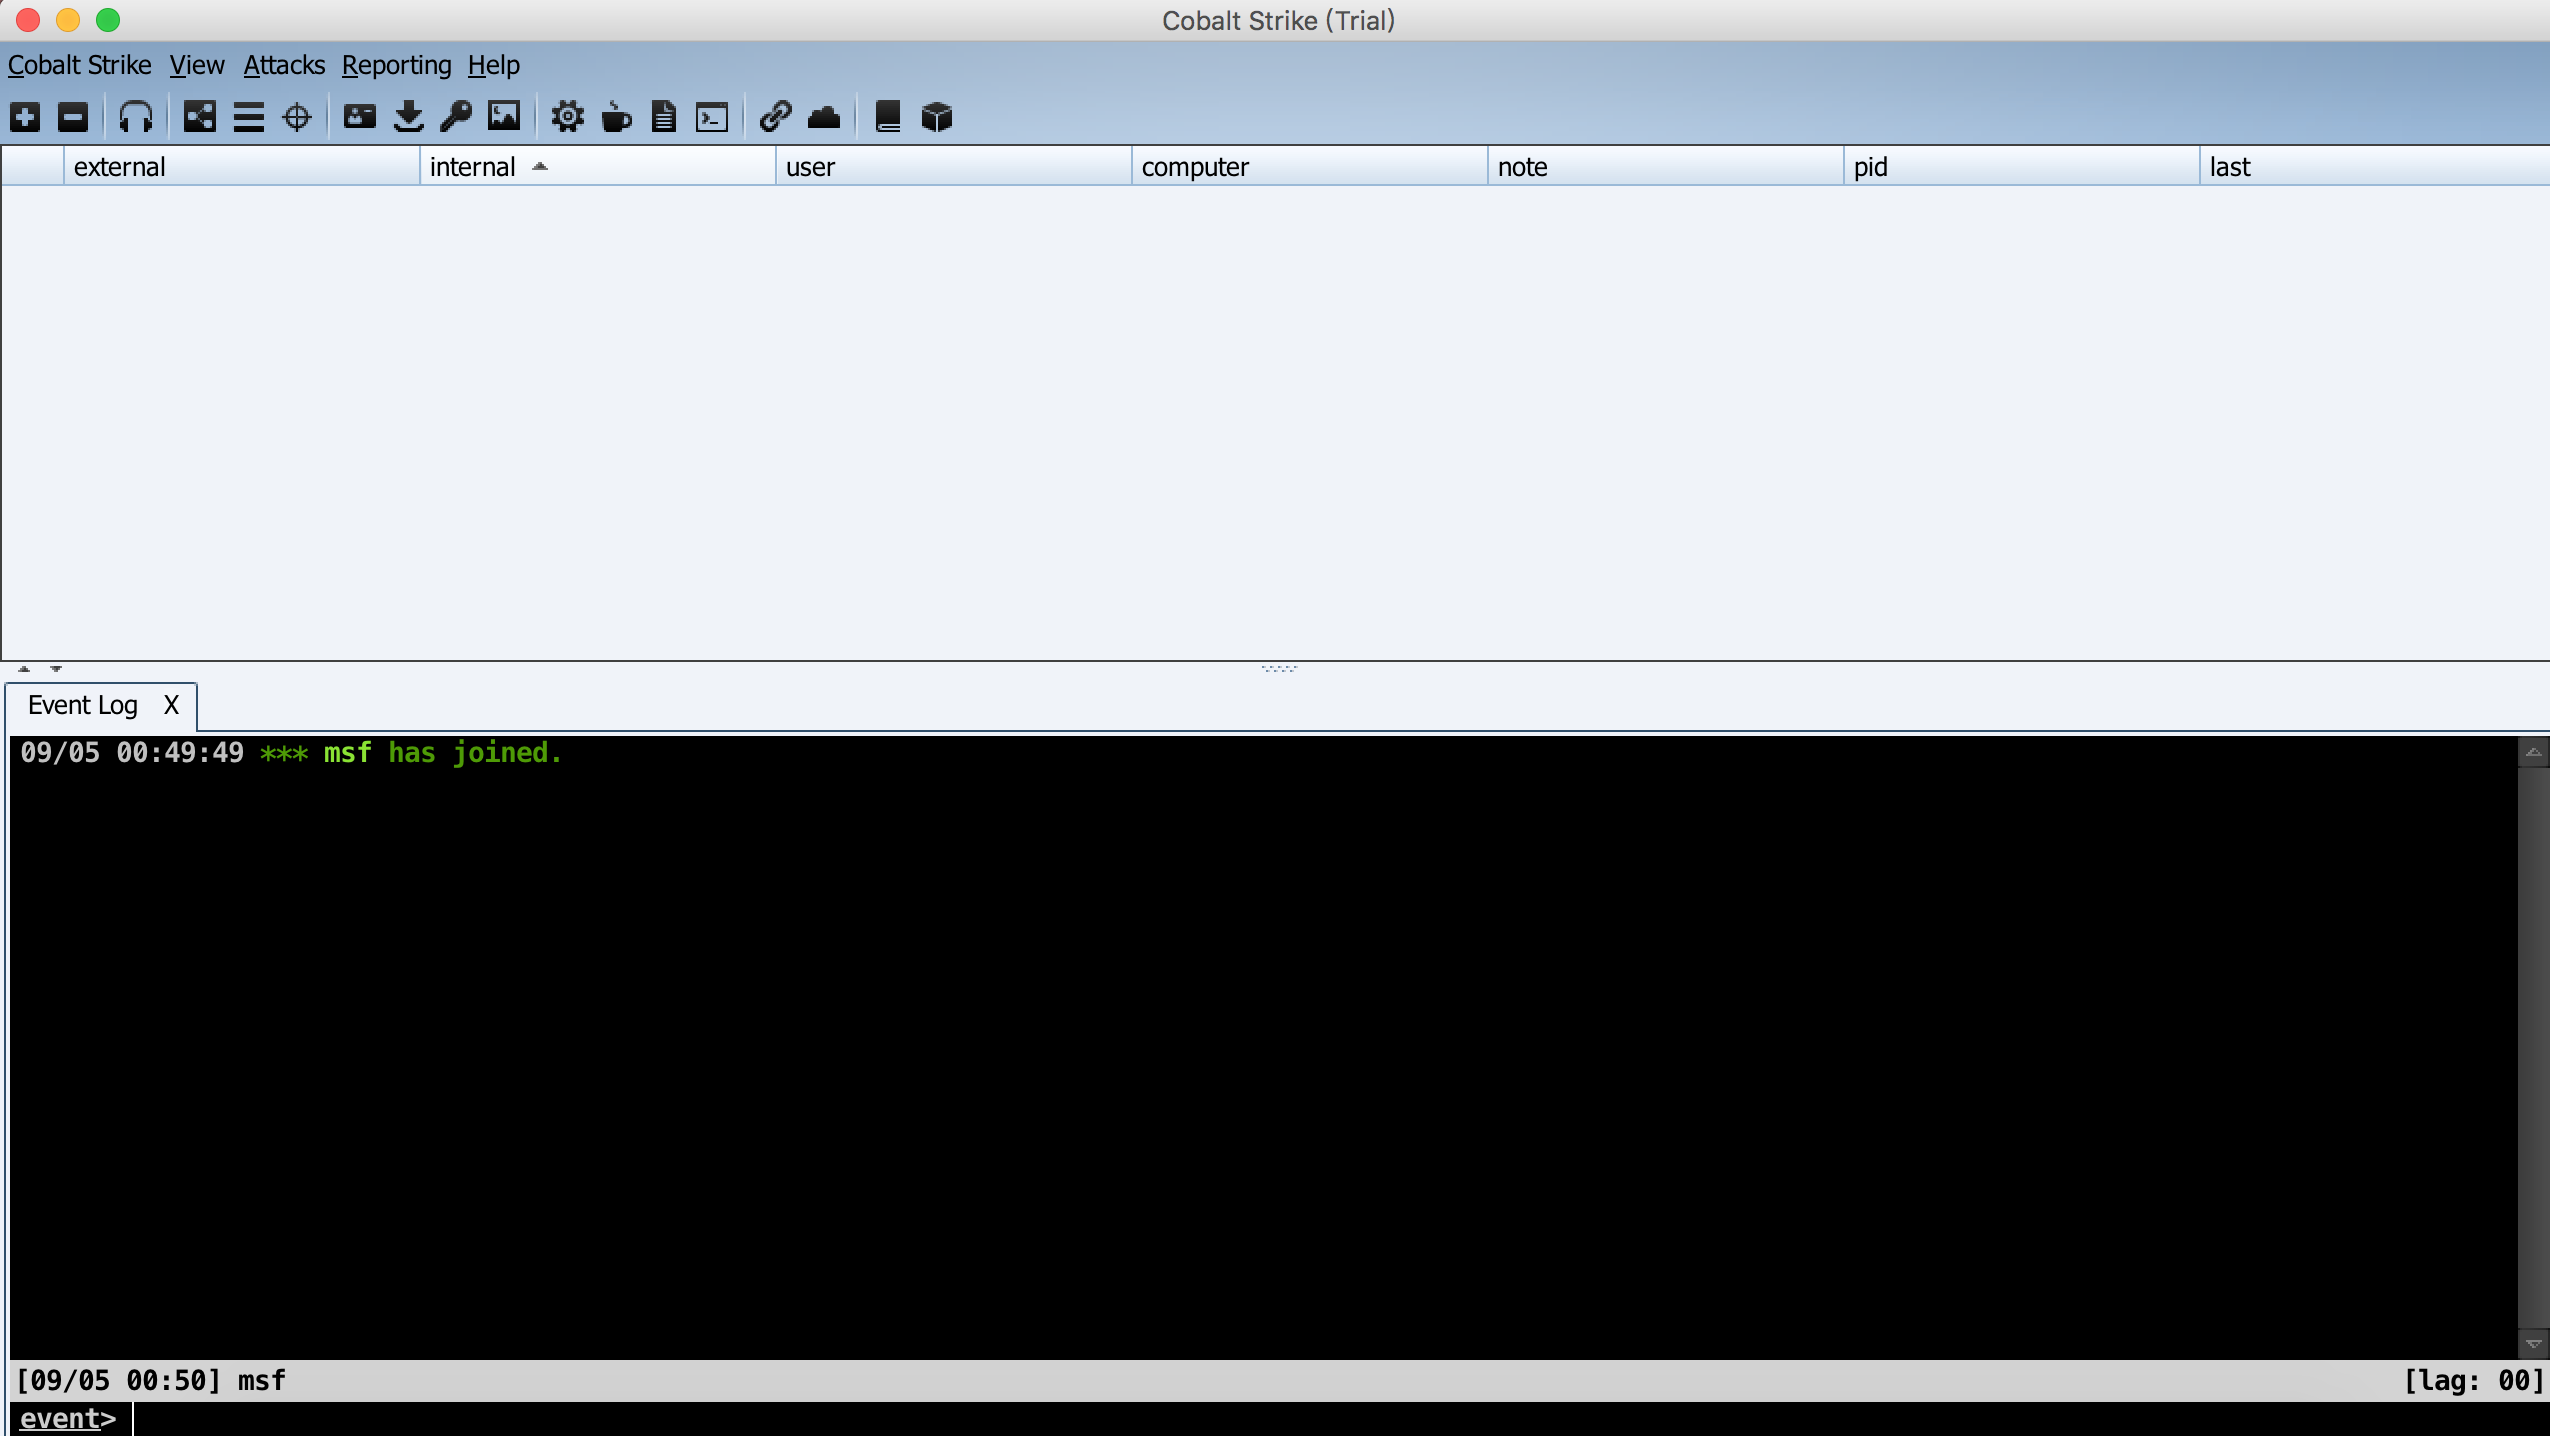 Cobalt Strike (Trial)
Cobalt Strike View Attacks Reporting Help
external internal user computer note pid last
Event Log X
09/05 00:49:49 *** msf has joined.
[09/05 00:50] msf [lag: 00]
event>